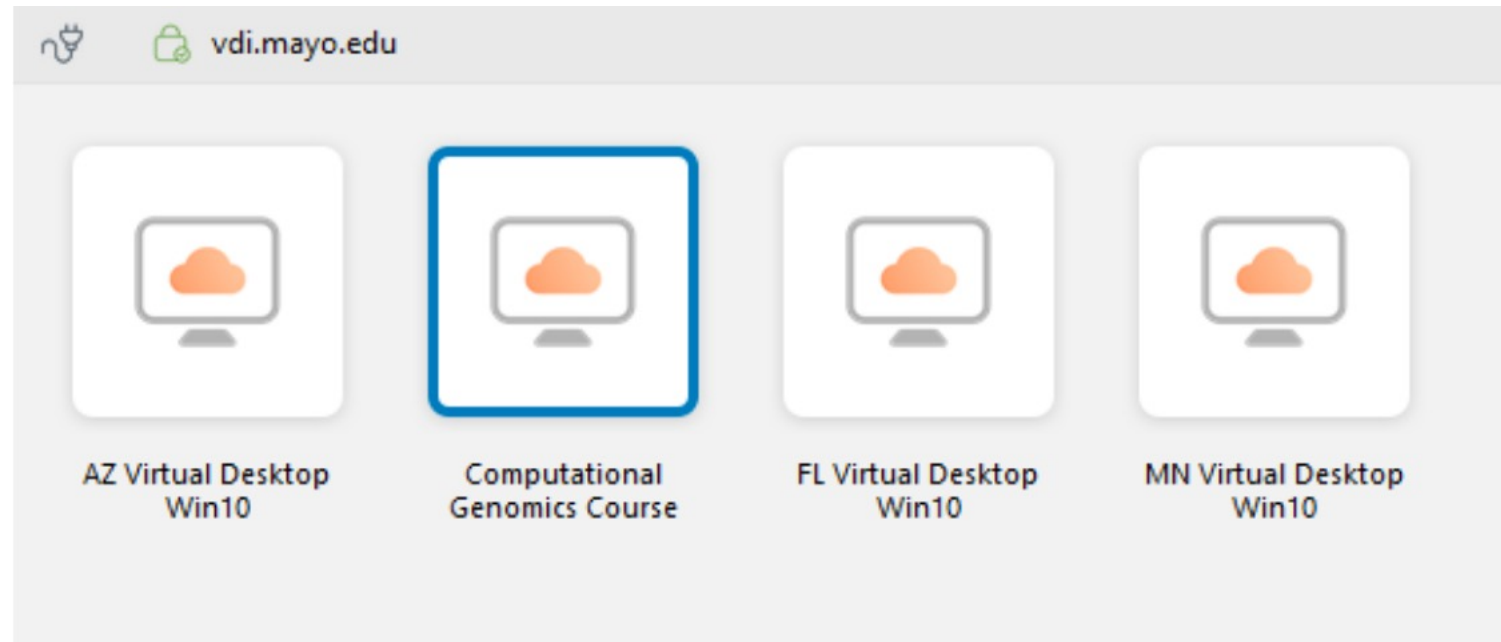 vdi.mayo.edu
AZ Virtual Desktop
Win10
Computational
Genomics Course
FL Virtual Desktop
Win10
MN Virtual Desktop
Win10